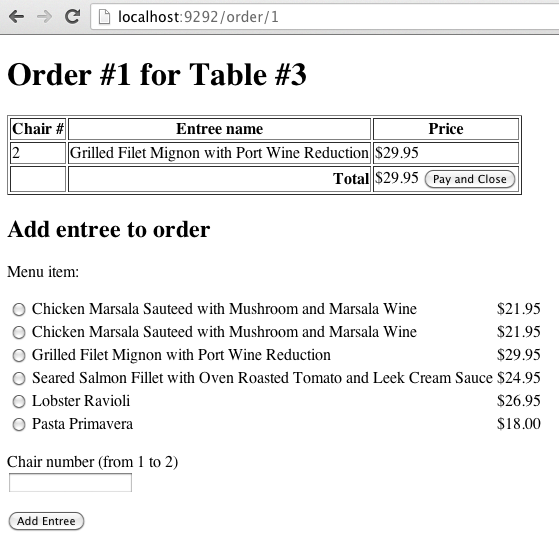 localhost:9292/order/1
Order #1 for Table #3
Chair # Entree name Price
2 Grilled Filet Mignon with Port Wine Reduction $29.95
Total $29.95 Pay and Close
Add entree to order
Menu item:
Chicken Marsala Sauteed with Mushroom and Marsala Wine $21.95
Chicken Marsala Sauteed with Mushroom and Marsala Wine $21.95
Grilled Filet Mignon with Port Wine Reduction $29.95
Seared Salmon Fillet with Oven Roasted Tomato and Leek Cream Sauce $24.95
Lobster Ravioli $26.95
Pasta Primavera $18.00
Chair number (from 1 to 2)
Add Entree